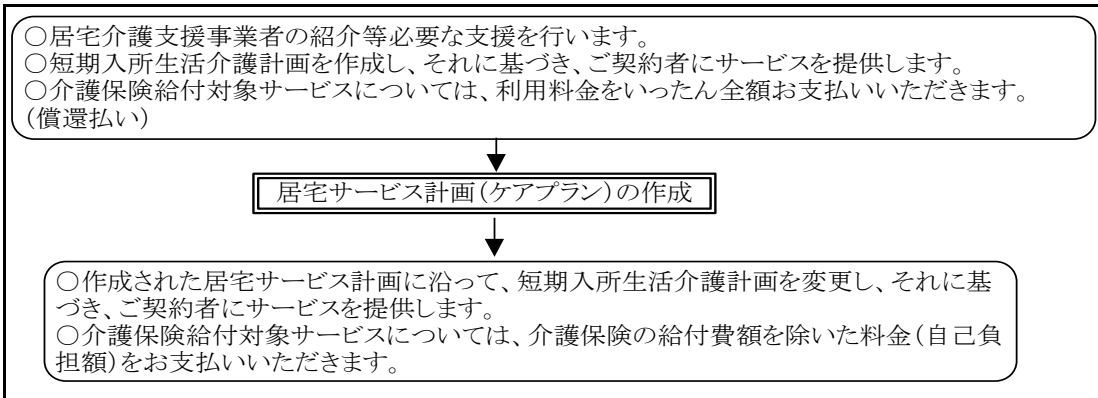 〇居宅介護支援事業者の紹介等必要な支援を行います。
〇短期入所生活介護計画を作成し、それに基づき、ご契約者にサービスを提供します。
〇介護保険給付対象サービスについては、利用料金をいったん全額お支払いいただきます。
(償還払い)
居宅サービス計画(ケアプラン)の作成
〇作成された居宅サービス計画に沿って、短期入所生活介護計画を変更し、それに基
づき、ご契約者にサービスを提供します。
〇介護保険給付対象サービスについては、介護保険の給付費額を除いた料金(自己負
担額)をお支払いいただきます。